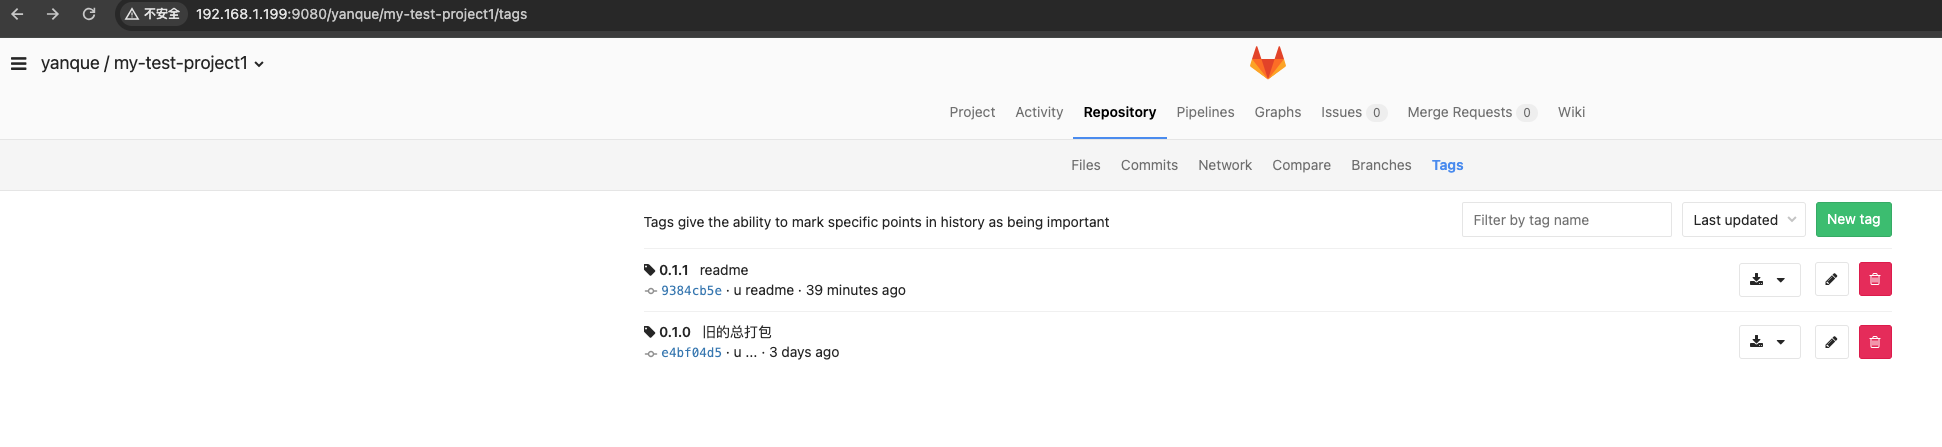 不安全 192.168.1.199:9080/yanque/my-test-project1/tags
yanque / my-test-project1
Project Activity Repository Pipelines Graphs Issues 0 Merge Requests 0 Wiki
Files Commits Network Compare Branches Tags
Tags give the ability to mark specific points in history as being important Filter by tag name Last updated New tag
0.1.1 readme
9384cb5e · u readme · 39 minutes ago
0.1.0 旧的总打包
e4bf04d5 · u ... · 3 days ago